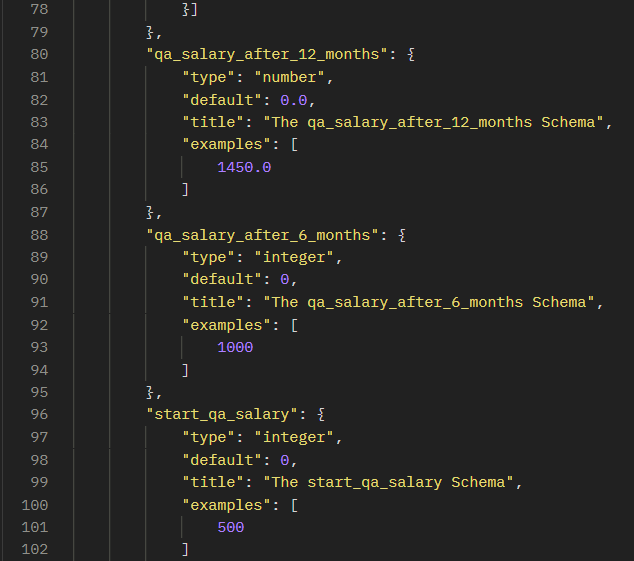 78 }]
79 },
80 "qa_salary_after_12_months": {
81 "type": "number",
82 "default": 0.0,
83 "title": "The qa_salary_after_12_months Schema",
84 "examples": [
85 1450.0
86 ]
87 },
88 "qa_salary_after_6_months": {
89 "type": "integer",
90 "default": 0,
91 "title": "The qa_salary_after_6_months Schema",
92 "examples": [
93 1000
94 ]
95 },
96 "start_qa_salary": {
97 "type": "integer",
98 "default": 0,
99 "title": "The start_qa_salary Schema",
100 "examples": [
101 500
102 ]